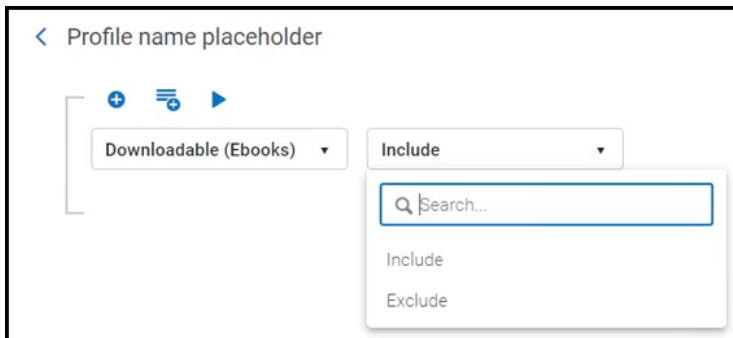 Profile name placeholder
Downloadable (Ebooks) Include
Search...
Include
Exclude